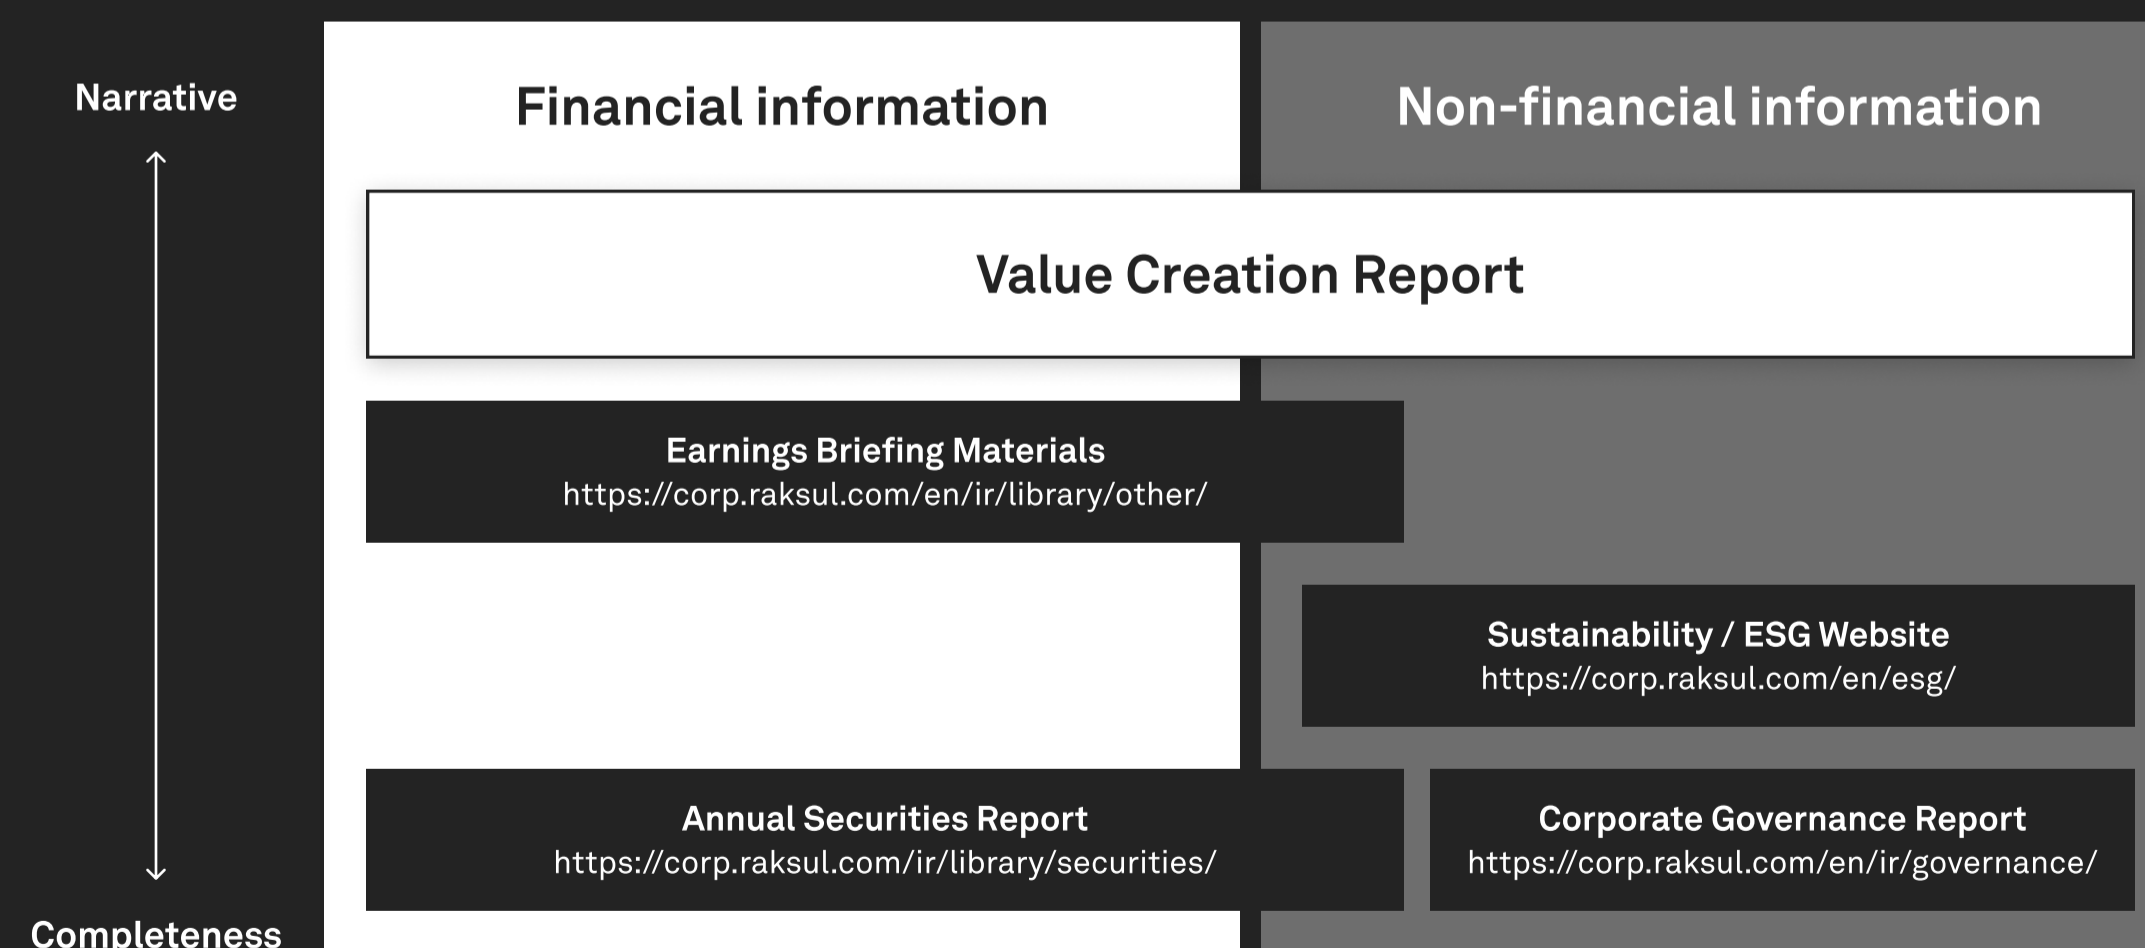 Narrative
Financial information
Non-financial information
Value Creation Report
Earnings Briefing Materials
https://corp.raksul.com/en/ir/library/other/
Sustainability / ESG Website
https://corp.raksul.com/en/esg/
Annual Securities Report
https://corp.raksul.com/ir/library/securities/
Corporate Governance Report
https://corp.raksul.com/en/ir/governance/
Completeness